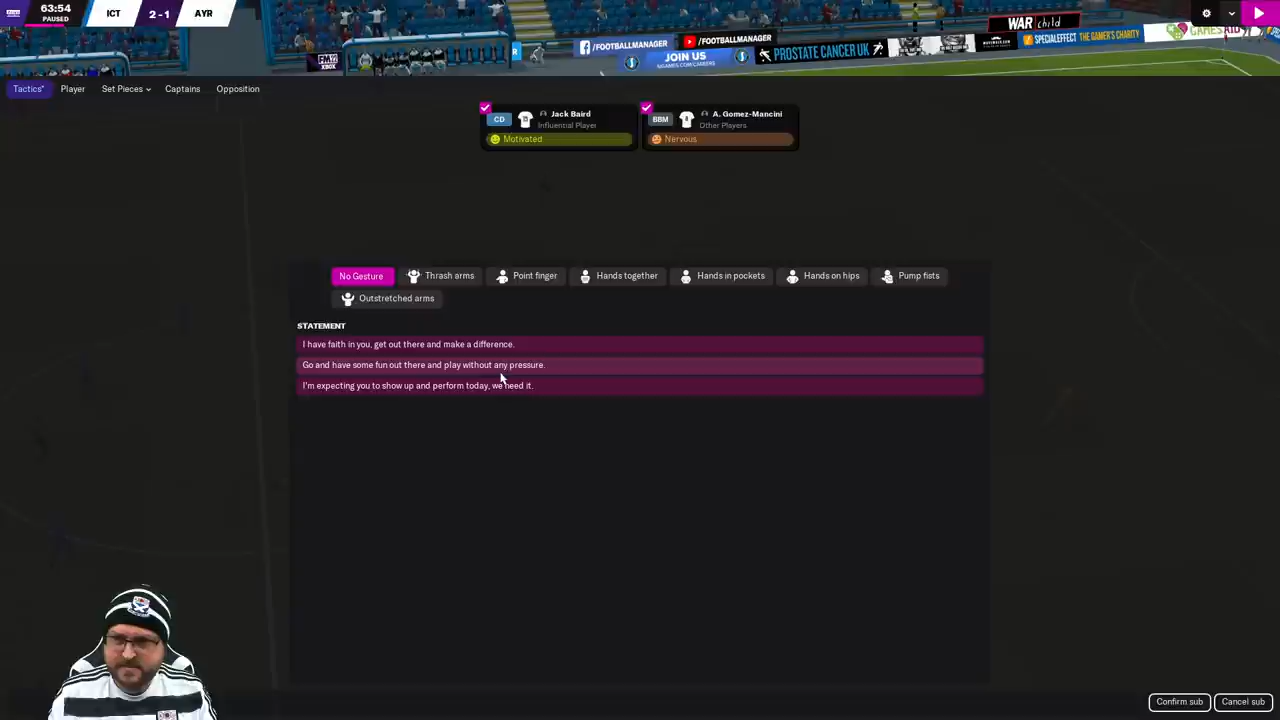 63:54
PAUSED
ICT 2 - 1 AYR
/FOOTBALLMANAGER
/FOOTBALLMANAGER
JOIN US
PROSTATE CANCER UK
WAR child
SPECIALEFFECT THE GAMER'S CHARITY
GAMESAID
Tactics* Player Set Pieces Captains Opposition
CD Jack Baird
Influential Player
Motivated
BBM A. Gomez-Mancini
Other Players
Nervous
No Gesture Thrash arms Point finger Hands together Hands in pockets Hands on hips Pump fists
Outstretched arms
STATEMENT
I have faith in you, get out there and make a difference.
Go and have some fun out there and play without any pressure.
I'm expecting you to show up and perform today, we need it.
Confirm sub Cancel sub